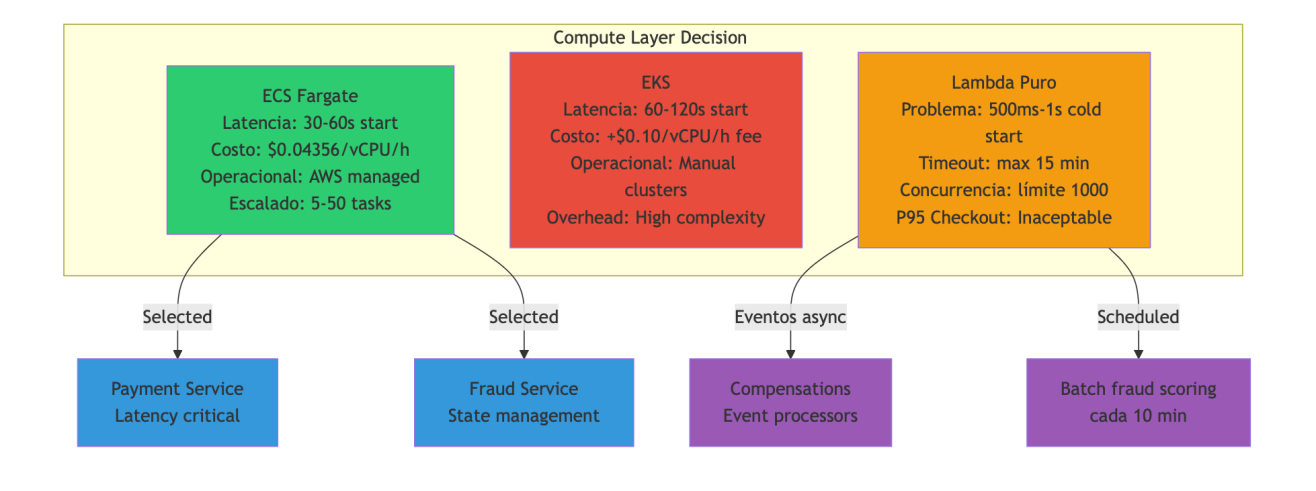 Compute Layer Decision
ECS Fargate
Latencia: 30-60s start
Costo: $0.04356/vCPU/h
Operacional: AWS managed
Escalado: 5-50 tasks
EKS
Latencia: 60-120s start
Costo: +$0.10/vCPU/h fee
Operacional: Manual
clusters
Overhead: High complexity
Lambda Puro
Problema: 500ms-1s cold
start
Timeout: max 15 min
Concurrencia: límite 1000
P95 Checkout: Inaceptable
Selected
Selected
Eventos async
Scheduled
Payment Service
Latency critical
Fraud Service
State management
Compensations
Event processors
Batch fraud scoring
cada 10 min